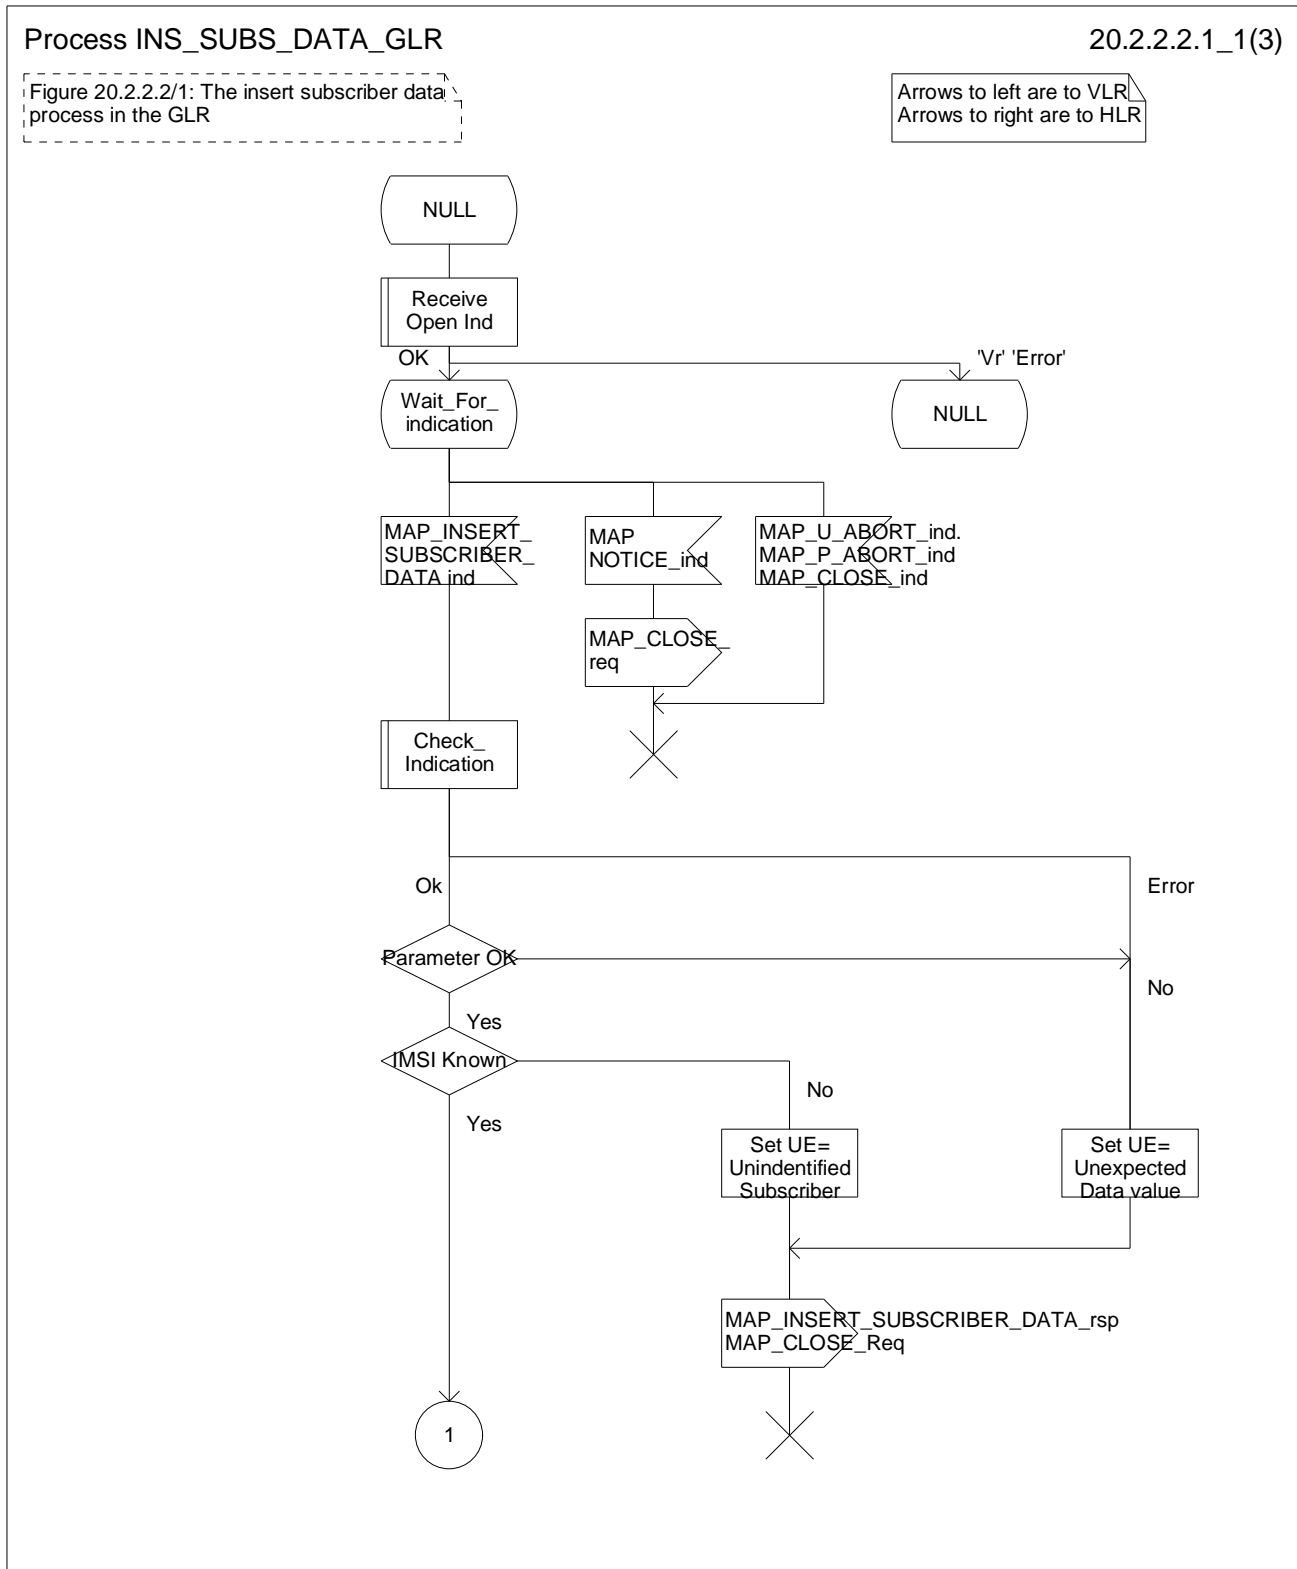 Process INS_SUBS_DATA_GLR
20.2.2.2.1_1(3)
Figure 20.2.2.2/1: The insert subscriber data
process in the GLR
Arrows to left are to VLR
Arrows to right are to HLR
NULL
Receive
Open Ind
OK
'Vr' 'Error'
Wait_For_
indication
NULL
MAP_INSERT_
SUBSCRIBER_
DATA ind
MAP
NOTICE_ind
MAP_U_ABORT_ind.
MAP_P_ABORT_ind
MAP_CLOSE_ind
MAP_CLOSE_
req
Check_
Indication
Ok
Error
Parameter OK
No
Yes
IMSI Known
No
Yes
Set UE=
Unindentified
Subscriber
Set UE=
Unexpected
Data value
MAP_INSERT_SUBSCRIBER_DATA_rsp
MAP_CLOSE_Req
1